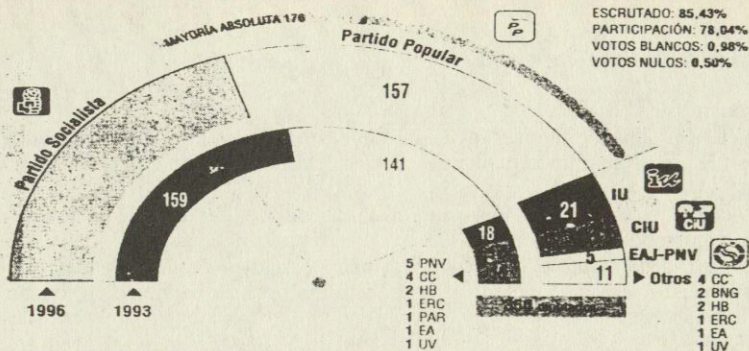 ESCRUTADO: 85,43%
PARTICIPACIÓN: 78,04%
VOTOS BLANCOS: 0,98%
VOTOS NULOS: 0,50%
MAYORÍA ABSOLUTA 176
Partido Popular
PP
Partido Socialista
157
141
159
18
21
5
11
IU
CiU
CiU
EAJ-PNV
Otros
1996
1993
5 PNV
4 CC
2 HB
1 ERC
1 PAR
1 EA
1 UV
350
4 CC
2 BNG
2 HB
1 ERC
1 EA
1 UV